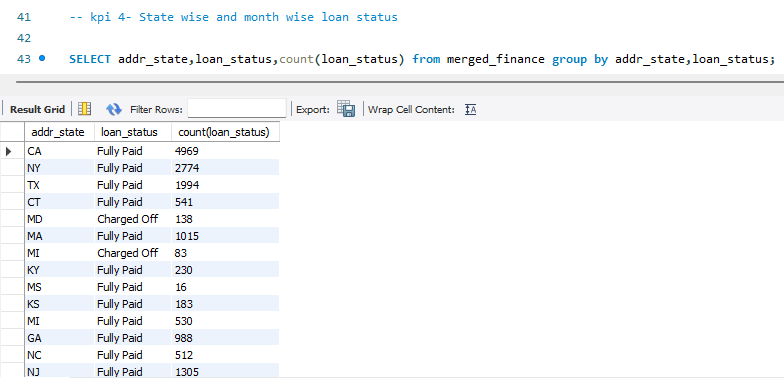 41 -- kpi 4- State wise and month wise loan status
42
43 SELECT addr_state,loan_status,count(loan_status) from merged_finance group by addr_state,loan_status;
Result Grid Filter Rows: Export: Wrap Cell Content:
addr_state loan_status count(loan_status)
CA Fully Paid 4969
NY Fully Paid 2774
TX Fully Paid 1994
CT Fully Paid 541
MD Charged Off 138
MA Fully Paid 1015
MI Charged Off 83
KY Fully Paid 230
MS Fully Paid 16
KS Fully Paid 183
MI Fully Paid 530
GA Fully Paid 988
NC Fully Paid 512
NJ Fully Paid 1305